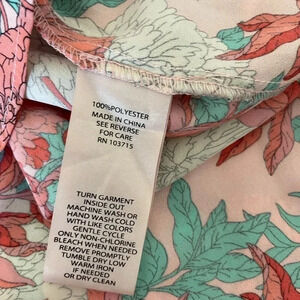 100%POLYESTER
MADE IN CHINA
SEE REVERSE
FOR CARE
RN 103715
TURN GARMENT
INSIDE OUT
MACHINE WASH OR
HAND WASH COLD
WITH LIKE COLORS
GENTLE CYCLE
ONLY NON-CHLORINE
BLEACH WHEN NEEDED
REMOVE PROMPTLY
TUMBLE DRY LOW
WARM IRON
IF NEEDED
OR DRY CLEAN